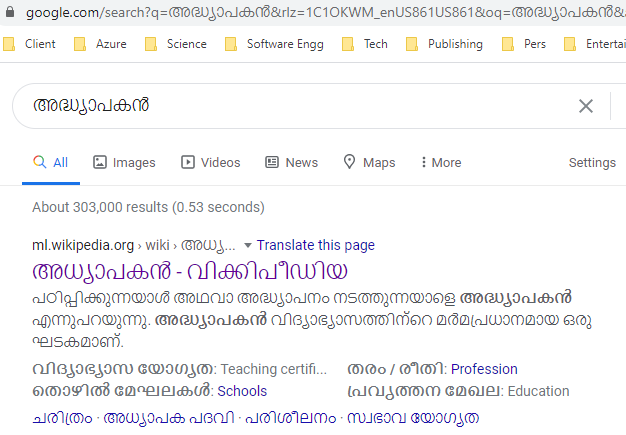 google.com/search?q=അദ്ധ്യാപകൻ&rlz=1C1OKWM_enUS861US861&oq=അദ്ധ്യാപകൻ&
Client Azure Science Software Engg Tech Publishing Pers Entertai
അദ്ധ്യാപകൻ
All Images Videos News Maps More Settings
About 303,000 results (0.53 seconds)
ml.wikipedia.org › wiki › അധ്യ... Translate this page
അധ്യാപകൻ - വിക്കിപീഡിയ
പഠിപ്പിക്കുന്നയാൾ അഥവാ അദ്ധ്യാപനം നടത്തുന്നയാളെ അദ്ധ്യാപകൻ
എന്നുപറയുന്നു. അദ്ധ്യാപകൻ വിദ്യാഭ്യാസത്തിന്റെ മർമപ്രധാനമായ ഒരു
ഘടകമാണ്.
വിദ്യാഭ്യാസ യോഗ്യത: Teaching certifi... തരം / രീതി: Profession
തൊഴിൽ മേഘലകൾ: Schools പ്രവൃത്തന മേഖല: Education
ചരിത്രം · അധ്യാപക പദവി · പരിശീലനം · സ്വഭാവ യോഗ്യത